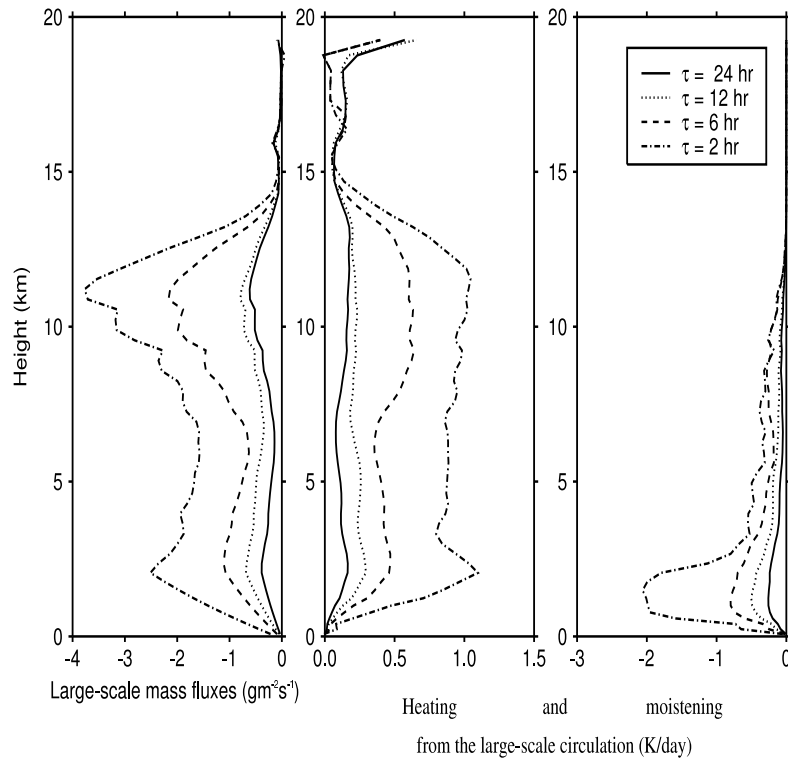 20
15
10
5
0
-4 -3 -2 -1 0
Height (km)
Large-scale mass fluxes (gm⁻²s⁻¹)
20
15
10
5
0
0.0 0.5 1.0 1.5
20
15
10
5
0
-3 -2 -1 0
τ = 24 hr
τ = 12 hr
τ = 6 hr
τ = 2 hr
Heating and moistening
from the large-scale circulation (K/day)